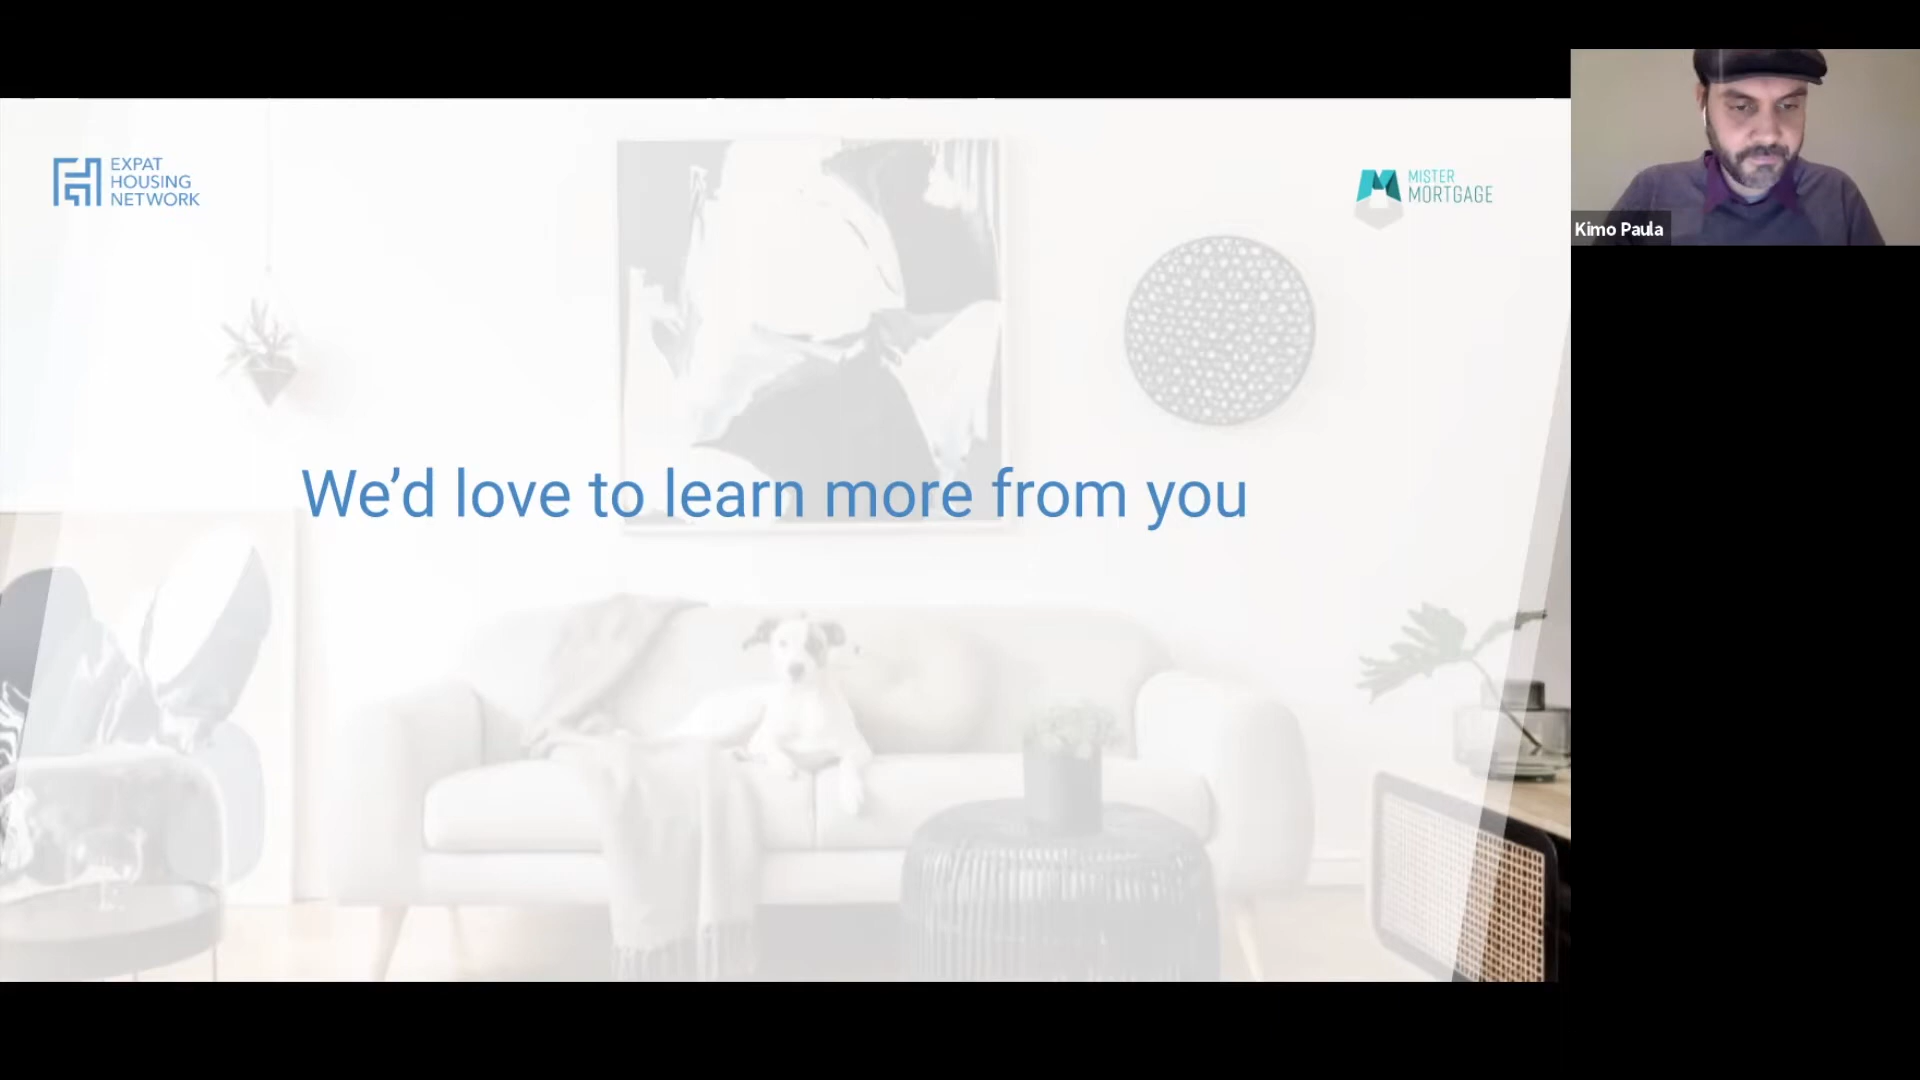 EXPAT
HOUSING
NETWORK
MISTER
MORTGAGE
Kimo Paula
We’d love to learn more from you